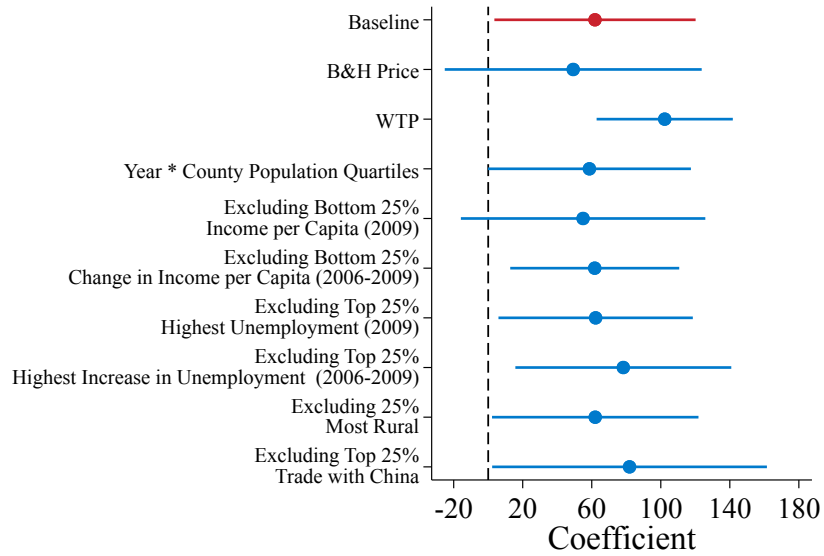 Baseline
B&H Price
WTP
Year * County Population Quartiles
Excluding Bottom 25%
Income per Capita (2009)
Excluding Bottom 25%
Change in Income per Capita (2006-2009)
Excluding Top 25%
Highest Unemployment (2009)
Excluding Top 25%
Highest Increase in Unemployment (2006-2009)
Excluding 25%
Most Rural
Excluding Top 25%
Trade with China
-20 20 60 100 140 180
Coefficient